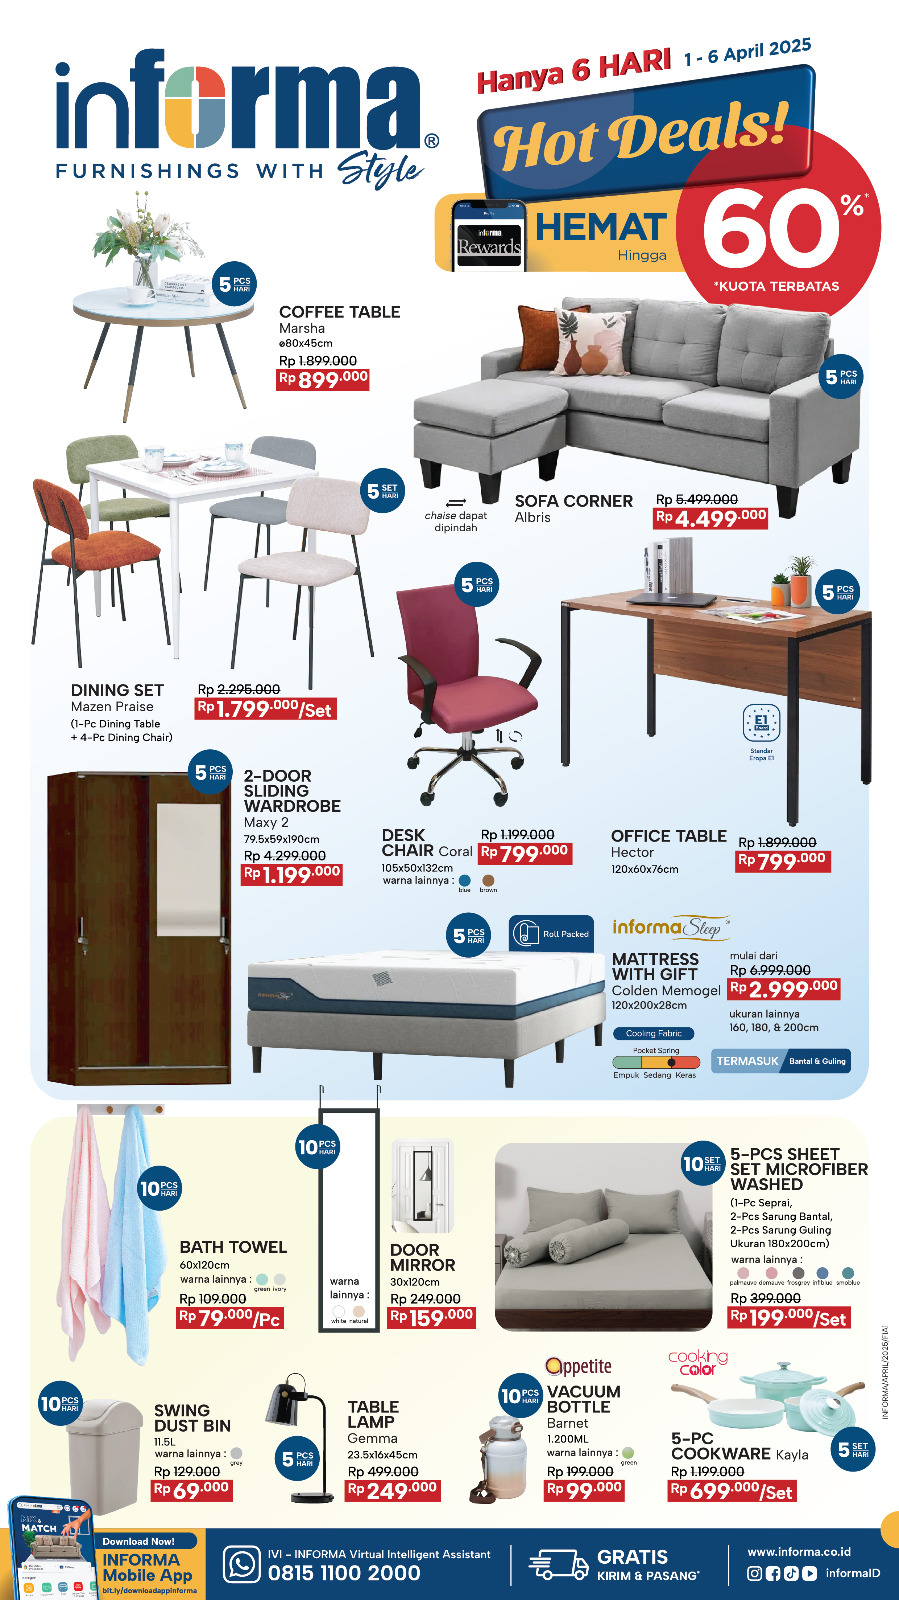 informa®
FURNISHINGS WITH Style
Hanya 6 HARI 1 - 6 April 2025
Hot Deals!
informa
Rewards
HEMAT
Hingga
60%*
*KUOTA TERBATAS
5 PCS HARI
COFFEE TABLE
Marsha
ø80x45cm
Rp 1.899.000
Rp 899.000
5 PCS HARI
chaise dapat
dipindah
SOFA CORNER
Albris
Rp 5.499.000
Rp 4.499.000
5 SET HARI
DINING SET
Mazen Praise
(1-Pc Dining Table
+ 4-Pc Dining Chair)
Rp 2.295.000
Rp 1.799.000/Set
5 PCS HARI
DESK
CHAIR Coral
105x50x132cm
warna lainnya :
blue brown
Rp 1.199.000
Rp 799.000
5 PCS HARI
E1
Standar
Eropa E1
OFFICE TABLE
Hector
120x60x76cm
Rp 1.899.000
Rp 799.000
5 PCS HARI
2-DOOR
SLIDING
WARDROBE
Maxy 2
79.5x59x190cm
Rp 4.299.000
Rp 1.199.000
5 PCS HARI
Roll Packed
informa Sleep
informa Sleep
MATTRESS
WITH GIFT
Colden Memogel
120x200x28cm
mulai dari
Rp 6.999.000
Rp 2.999.000
ukuran lainnya
160, 180, & 200cm
Cooling Fabric
Pocket Spring
Empuk Sedang Keras
TERMASUK Bantal & Guling
10 PCS HARI
BATH TOWEL
60x120cm
warna lainnya :
green ivory
Rp 109.000
Rp 79.000/Pc
10 PCS HARI
warna
lainnya :
white natural
DOOR
MIRROR
30x120cm
Rp 249.000
Rp 159.000
10 SET HARI
5-PCS SHEET
SET MICROFIBER
WASHED
(1-Pc Seprai,
2-Pcs Sarung Bantal,
2-Pcs Sarung Guling
Ukuran 180x200cm)
warna lainnya :
palmauve damauve frosgrey infiblue smoblue
Rp 399.000
Rp 199.000/Set
10 PCS HARI
SWING
DUST BIN
11.5L
warna lainnya :
grey
Rp 129.000
Rp 69.000
5 PCS HARI
TABLE
LAMP
Gemma
23.5x16x45cm
Rp 499.000
Rp 249.000
Appetite
10 PCS HARI
VACUUM
BOTTLE
Barnet
1.200ML
warna lainnya :
green
Rp 199.000
Rp 99.000
cooking color
5-PC
COOKWARE Kayla
Rp 1.199.000
Rp 699.000/Set
5 SET HARI
INFORMA/APRIL/2025/F1A1
MATCH
Download Now!
INFORMA
Mobile App
bit.ly/downloadappinforma
IVI - INFORMA Virtual Intelligent Assistant
0815 1100 2000
GRATIS
KIRIM & PASANG*
www.informa.co.id
informaID